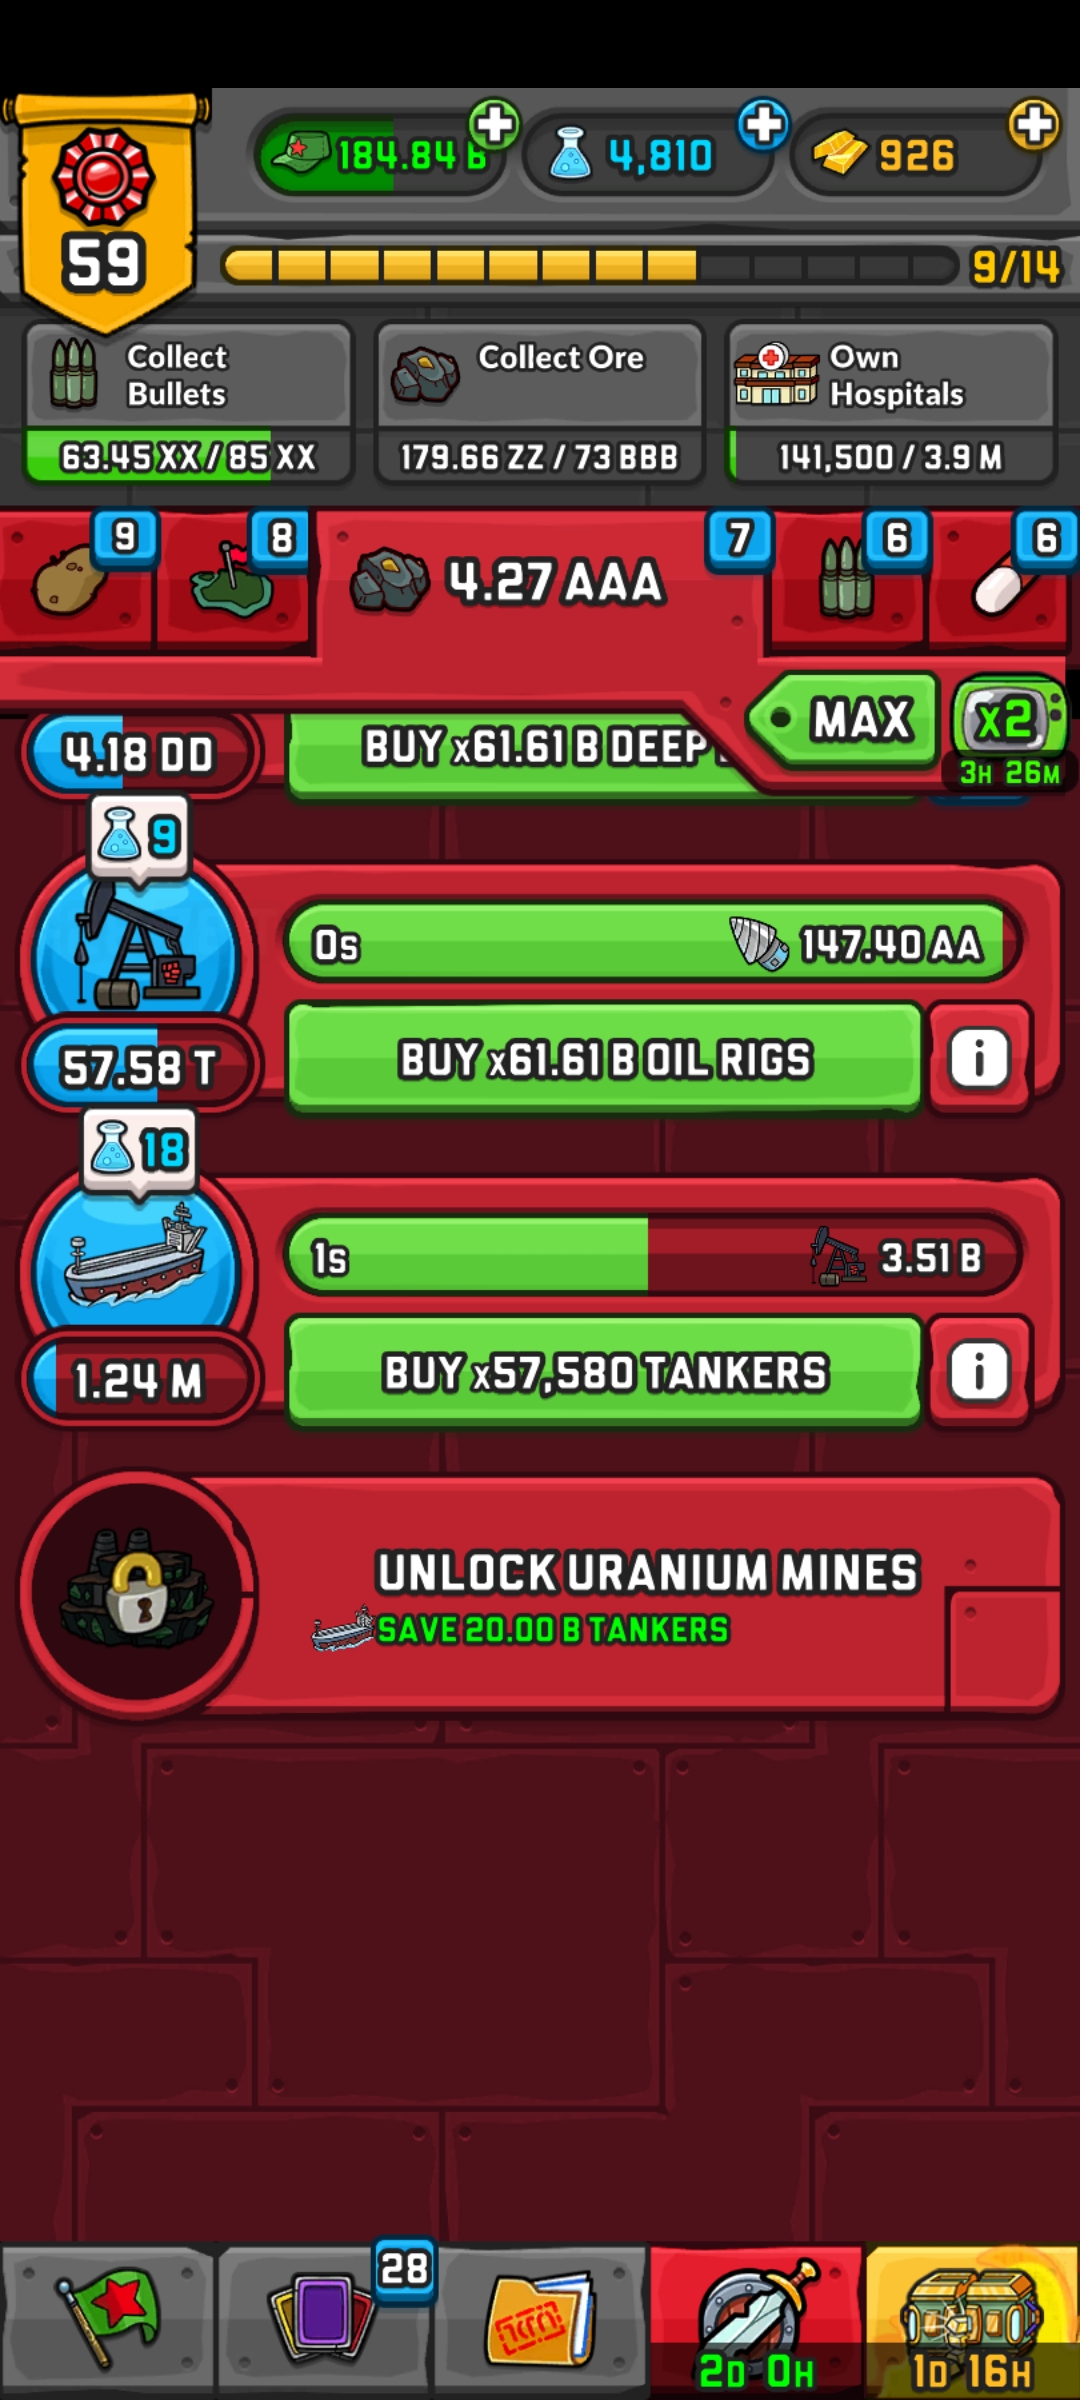 184.84 B
4,810
926
59
9/14
Collect
Bullets
63.45 XX / 85 XX
Collect Ore
179.66 ZZ / 73 BBB
Own
Hospitals
141,500 / 3.9 M
9
8
4.27 AAA
7
6
6
MAX
x2
3H 26M
4.18 DD
BUY x61.61 B DEEP
9
0s
147.40 AA
57.58 T
BUY x61.61 B OIL RIGS
i
18
1s
3.51 B
1.24 M
BUY x57,580 TANKERS
i
UNLOCK URANIUM MINES
SAVE 20.00 B TANKERS
28
2D 0H
1D 16H